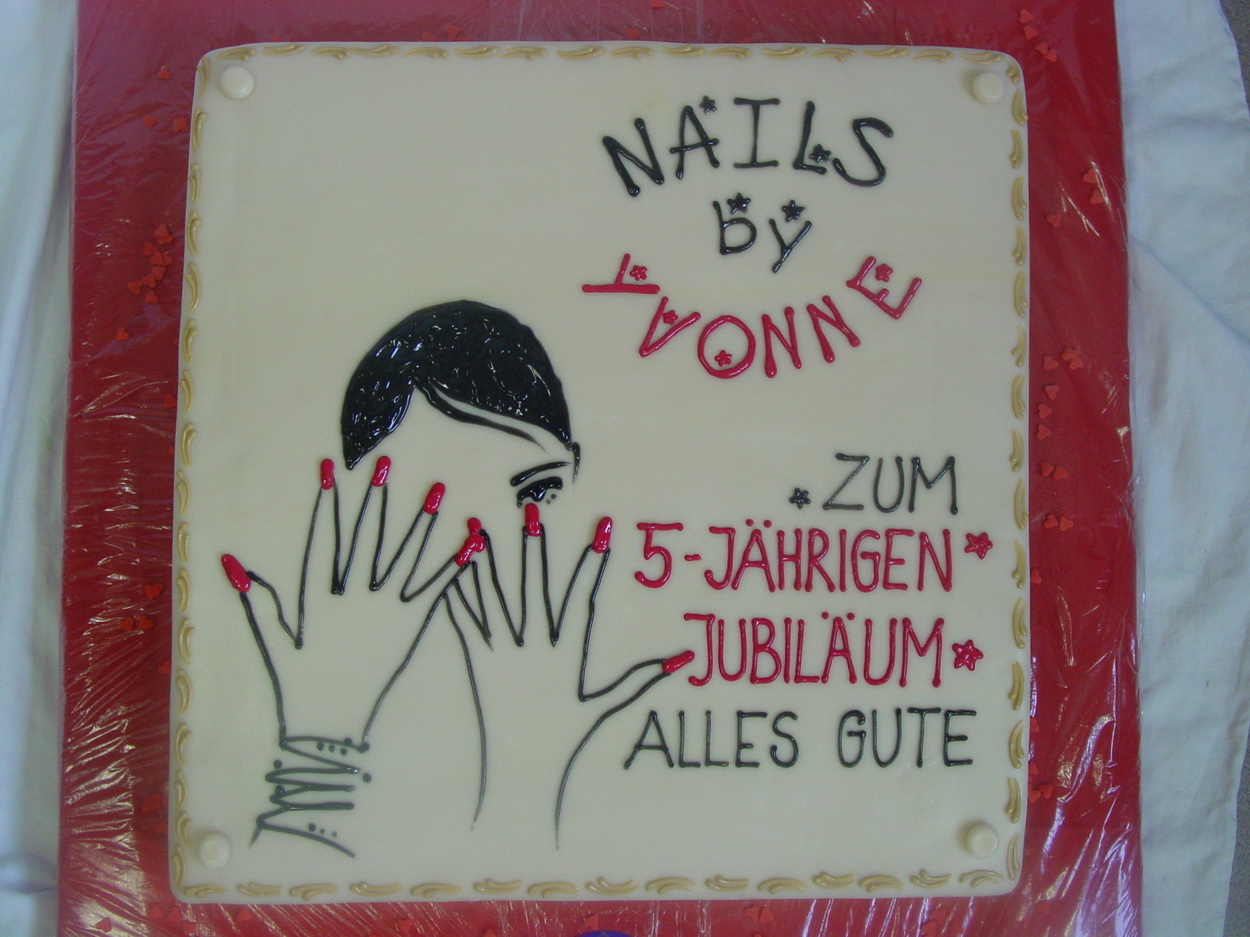 NAILS
by
YVONNE
ZUM
5-JÄHRIGEN
JUBILÄUM
ALLES GUTE